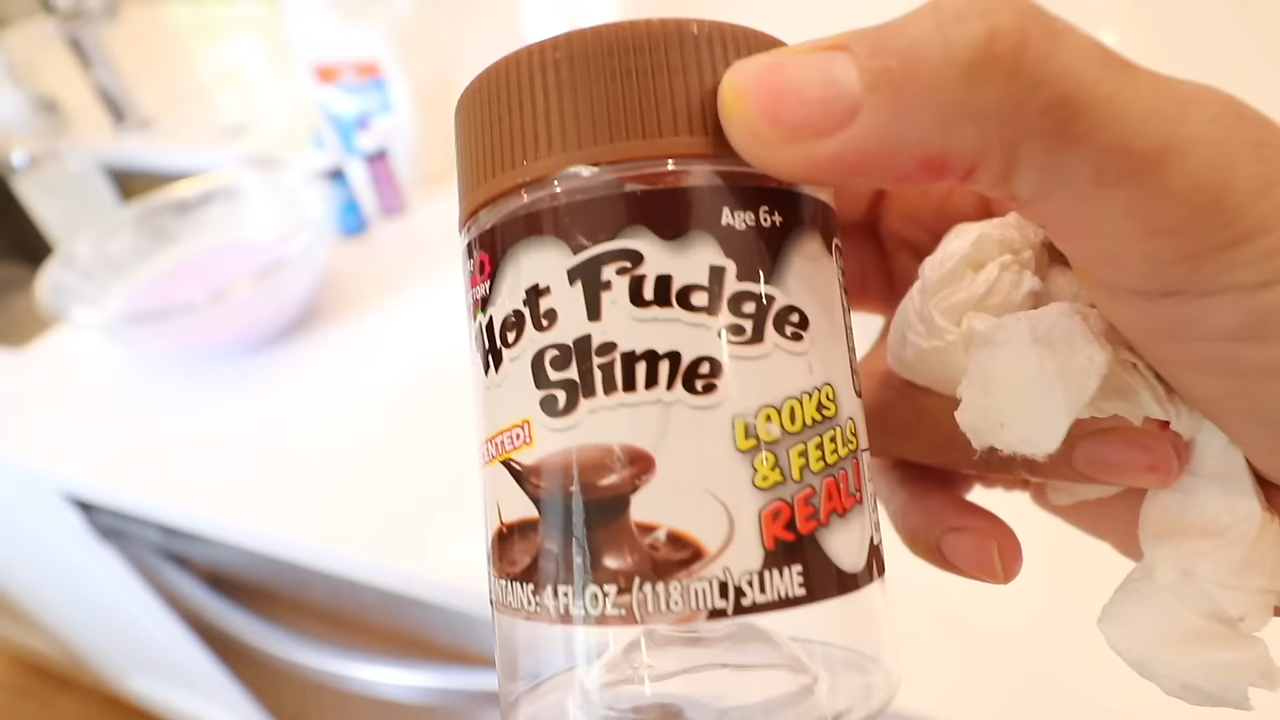 Age 6+
Hot Fudge
Slime
LOOKS
& FEELS
REAL!
ENTED!
NTAINS: 4 FL.OZ. (118 mL) SLIME